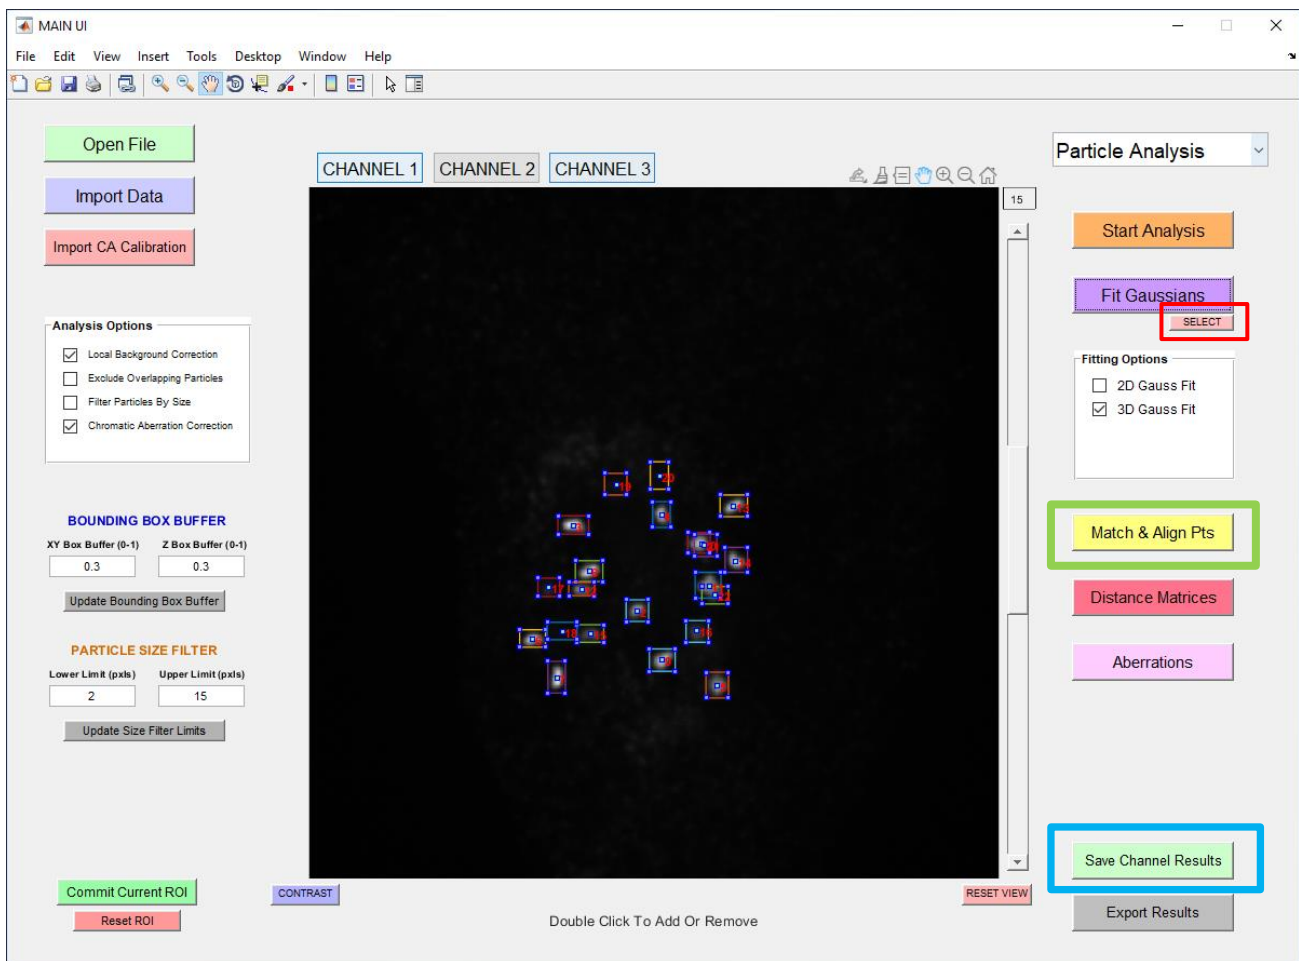 MAIN UI
File Edit View Insert Tools Desktop Window Help
Open File
Import Data
Import CA Calibration
CHANNEL 1 CHANNEL 2 CHANNEL 3
15
Particle Analysis
Start Analysis
Fit Gaussians
SELECT
Analysis Options
Local Background Correction
Exclude Overlapping Particles
Filter Particles By Size
Chromatic Aberration Correction
Fitting Options
2D Gauss Fit
3D Gauss Fit
BOUNDING BOX BUFFER
XY Box Buffer (0-1) Z Box Buffer (0-1)
0.3 0.3
Update Bounding Box Buffer
PARTICLE SIZE FILTER
Lower Limit (pxls) Upper Limit (pxls)
2 15
Update Size Filter Limits
20
17
18
Match & Align Pts
Distance Matrices
Aberrations
Save Channel Results
Export Results
Commit Current ROI
Reset ROI
CONTRAST
RESET VIEW
Double Click To Add Or Remove